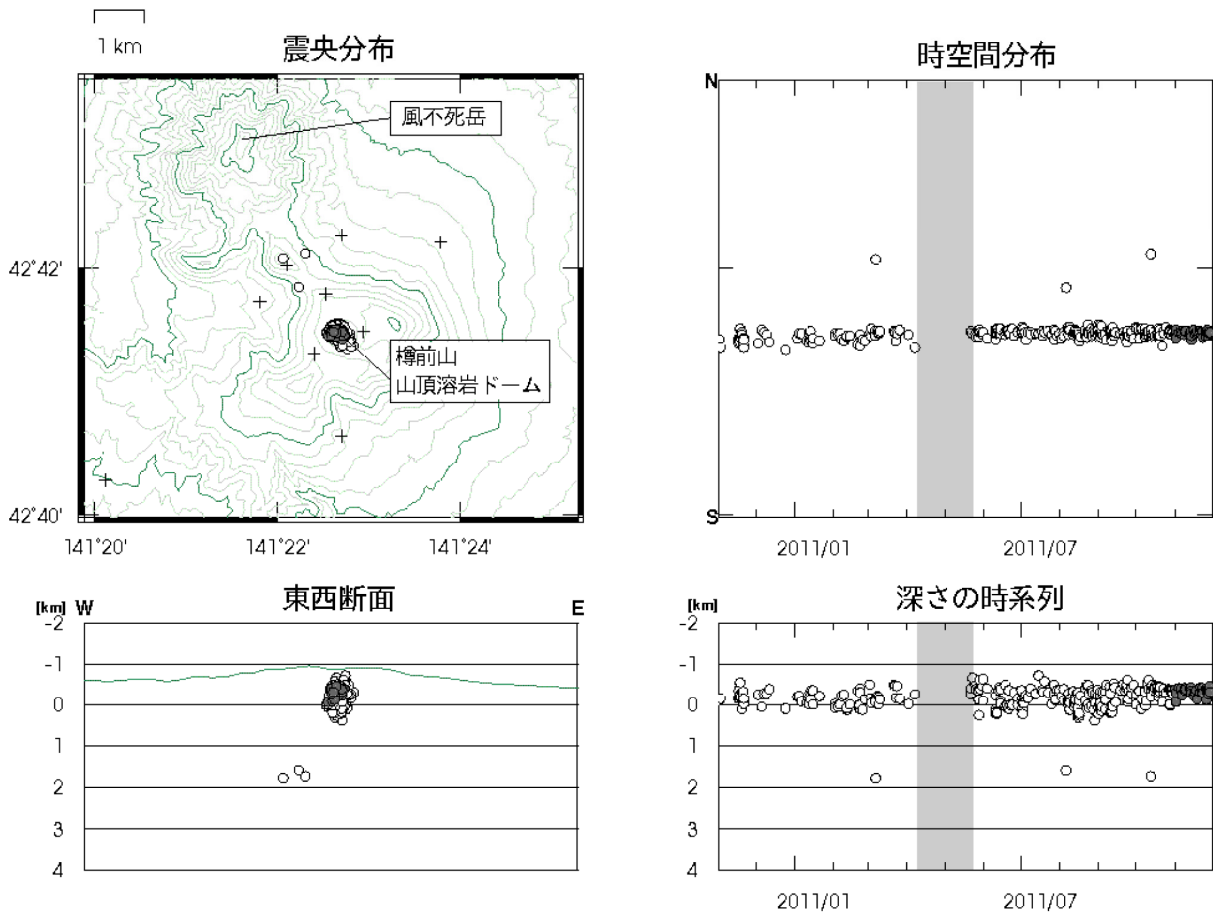 1 km
震央分布
風不死岳
樽前山
山頂溶岩ドーム
42˚42'
42˚40'
141˚20'
141˚22'
141˚24'
時空間分布
N
S
2011/01
2011/07
東西断面
[km] W
E
-2
-1
0
1
2
3
4
深さの時系列
[km]
-2
-1
0
1
2
3
4
2011/01
2011/07